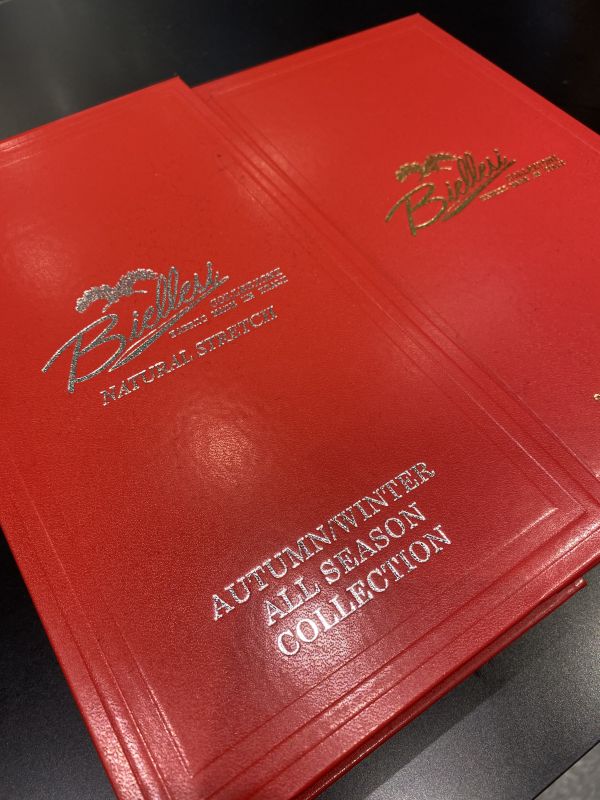 Biellesi
NATURAL STRETCH
AUTUMN/WINTER
ALL SEASON
COLLECTION
Biellesi